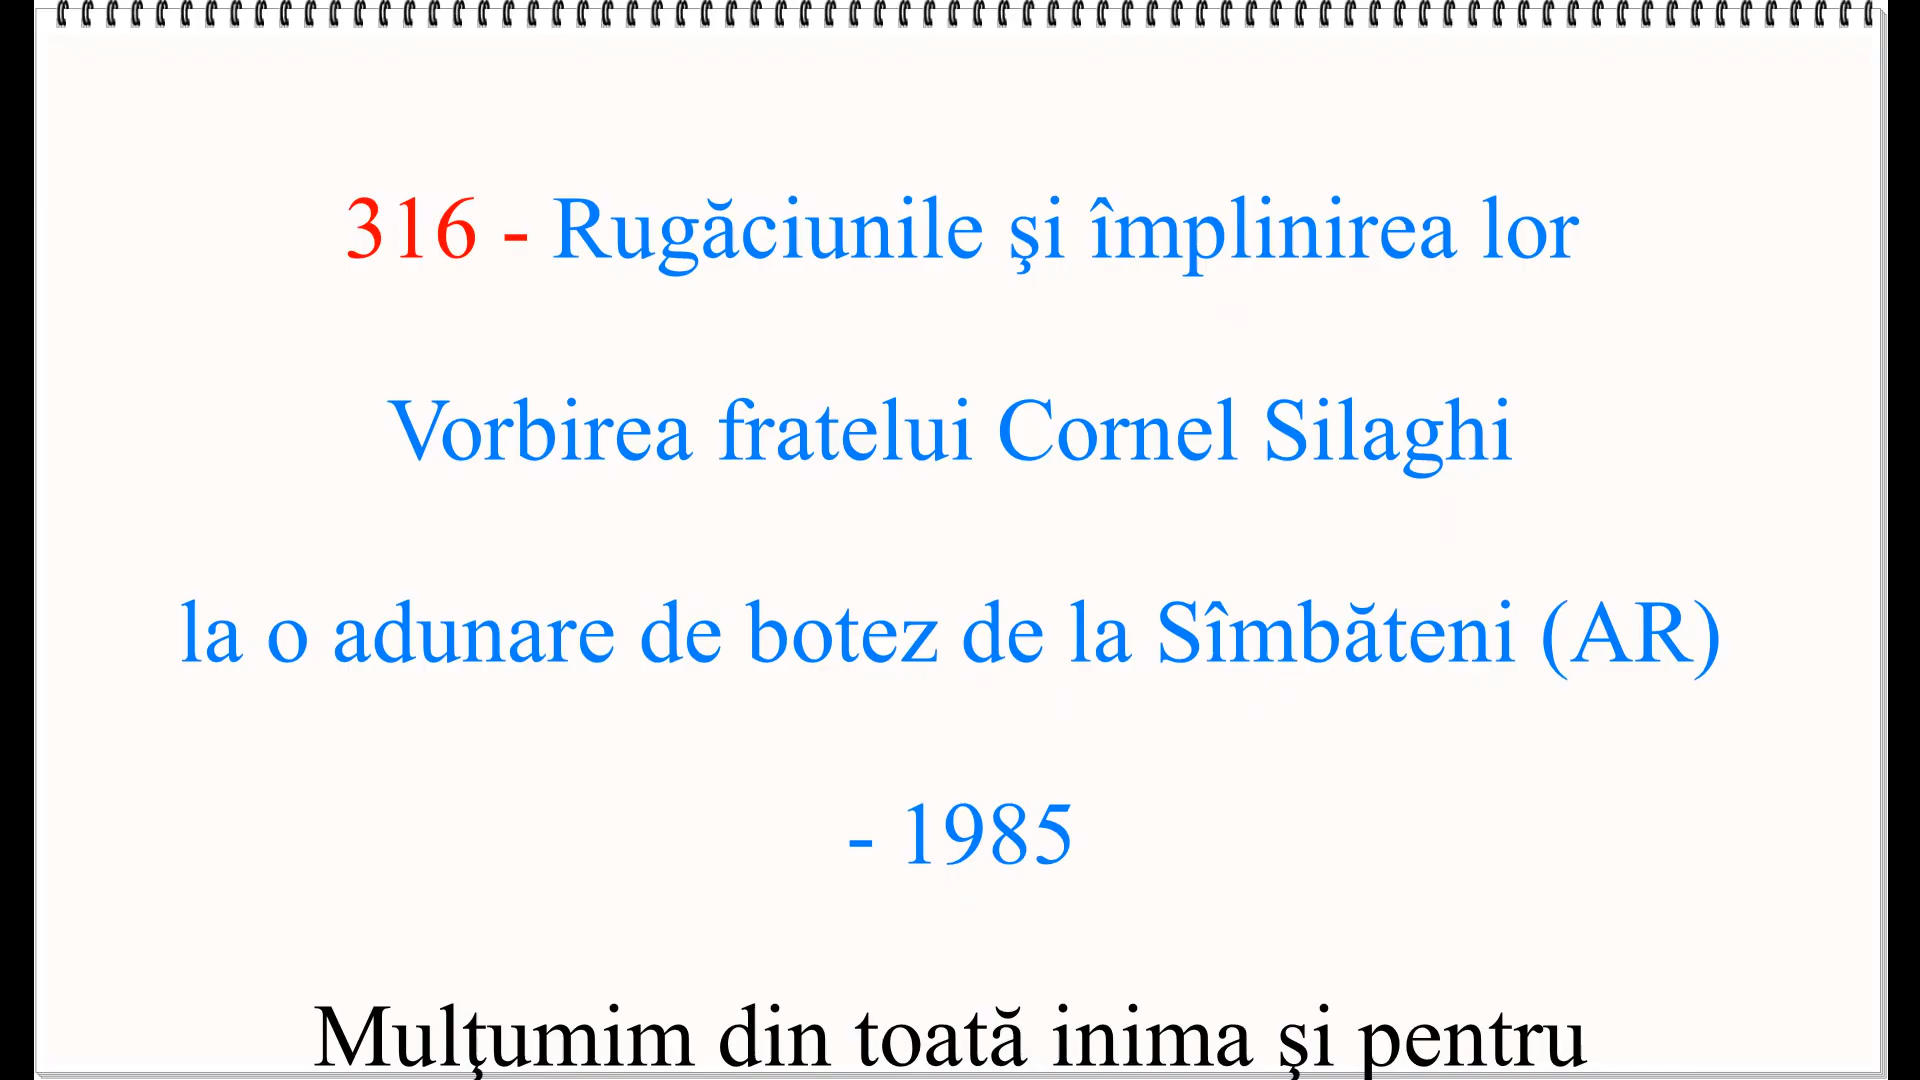 316 - Rugăciunile şi împlinirea lor
Vorbirea fratelui Cornel Silaghi
la o adunare de botez de la Sîmbăteni (AR)
- 1985
Mulţumim din toată inima şi pentru